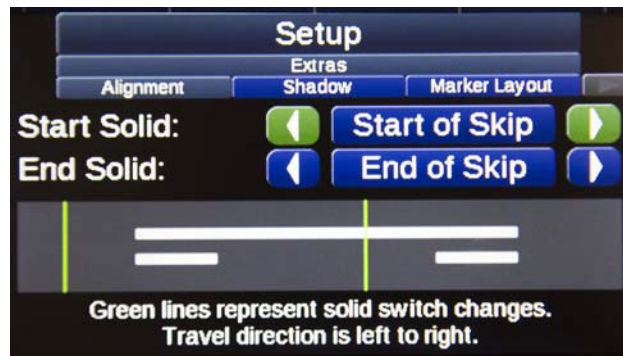 Setup
Extras
Alignment Shadow Marker Layout
Start Solid: Start of Skip
End Solid: End of Skip
Green lines represent solid switch changes.
Travel direction is left to right.